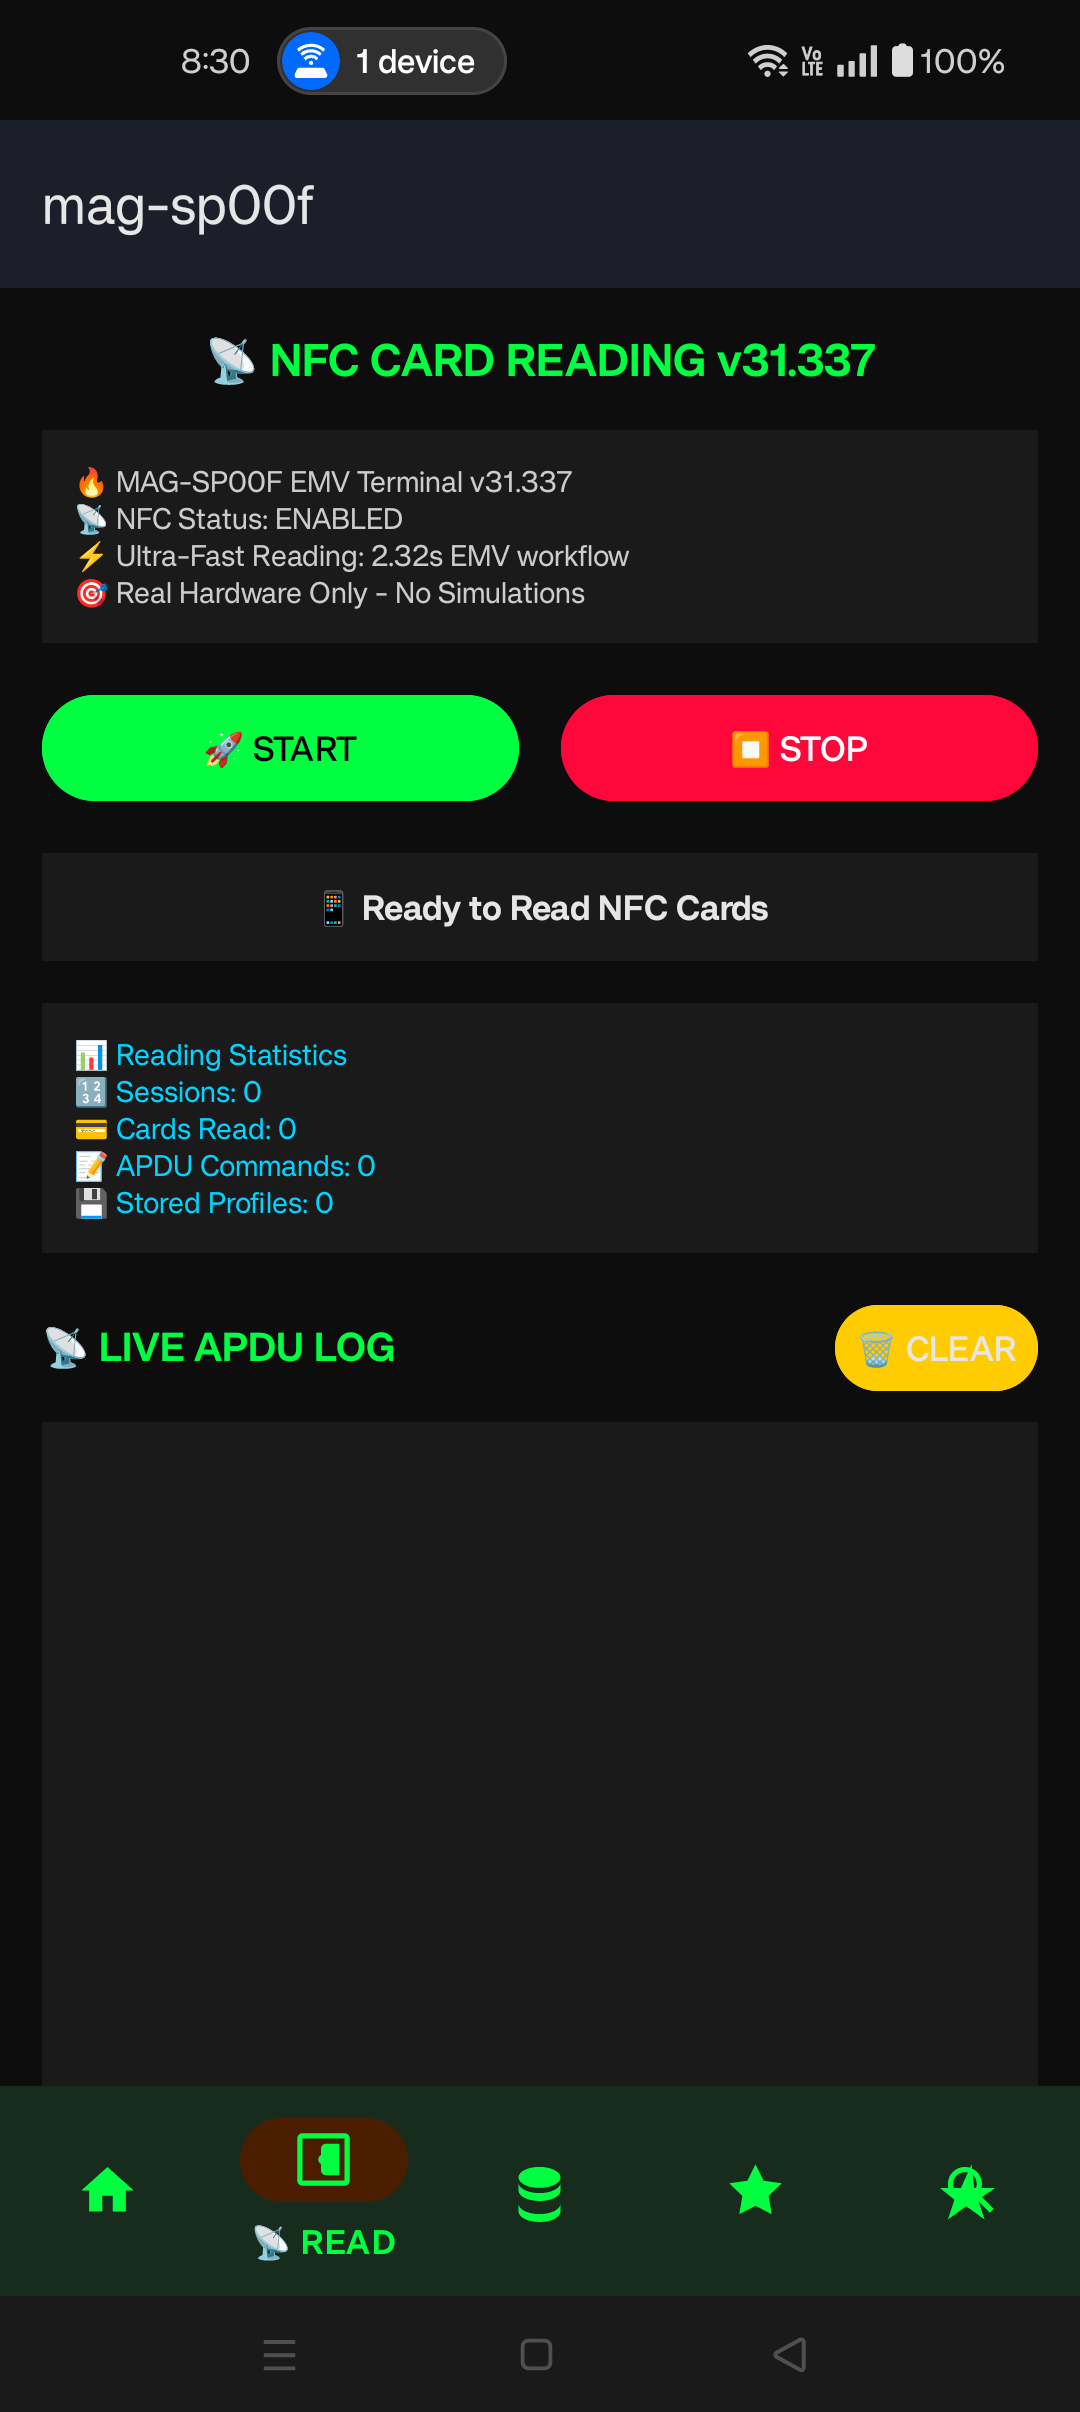 8:30
1 device
Vo LTE
100%
mag-sp00f
📡 NFC CARD READING v31.337
🔥 MAG-SP00F EMV Terminal v31.337
📡 NFC Status: ENABLED
⚡ Ultra-Fast Reading: 2.32s EMV workflow
🎯 Real Hardware Only - No Simulations
🚀 START
⏹️ STOP
📱 Ready to Read NFC Cards
📊 Reading Statistics
🔢 Sessions: 0
💳 Cards Read: 0
📝 APDU Commands: 0
💾 Stored Profiles: 0
📡 LIVE APDU LOG
🗑️ CLEAR
📡 READ